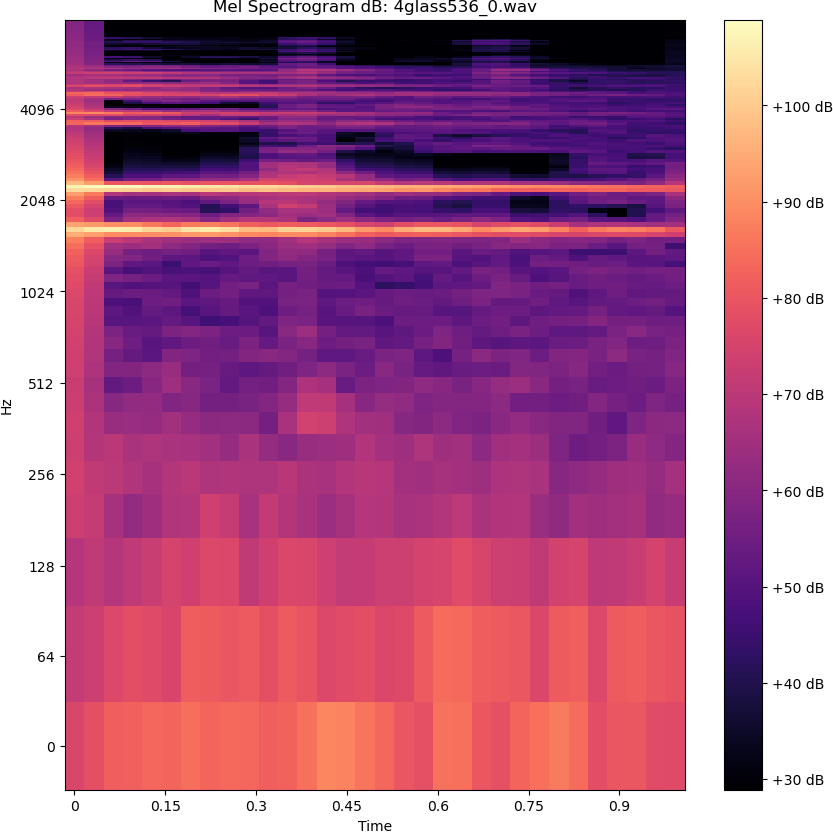 Mel Spectrogram dB: 4glass536_0.wav
4096
2048
1024
512
256
128
64
0
Hz
0
0.15
0.3
0.45
0.6
0.75
0.9
Time
+100 dB
+90 dB
+80 dB
+70 dB
+60 dB
+50 dB
+40 dB
+30 dB